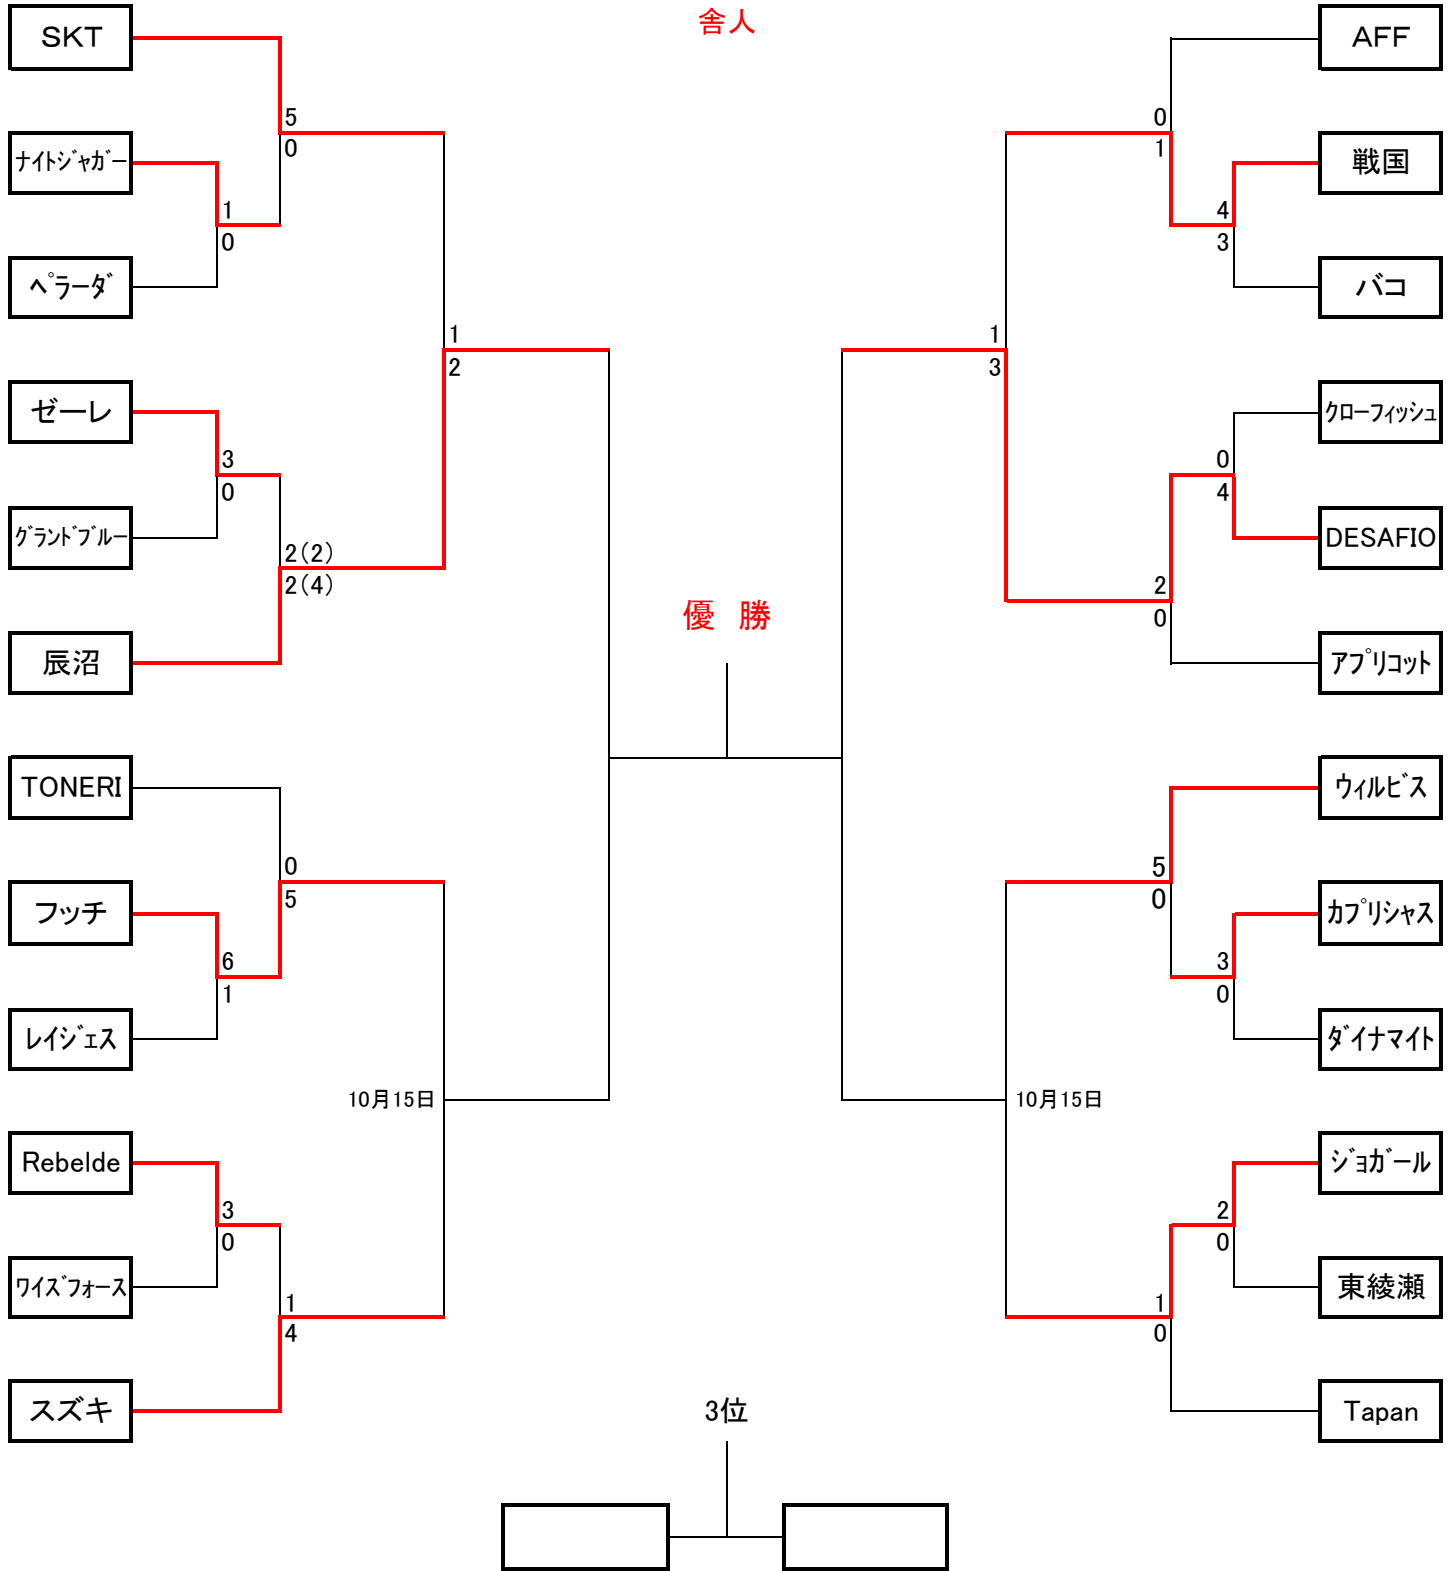 舎人
SKT
AFF
5
0
0
1
ﾅｲﾄｼﾞｬｶﾞｰ
戦国
1
0
4
3
ﾍﾟﾗｰﾀﾞ
バコ
1
2
1
3
ゼーレ
ｸﾛｰﾌｨｯｼｭ
3
0
0
4
ｸﾞﾗﾝﾄﾞﾌﾞﾙｰ
DESAFIO
2(2)
2(4)
2
0
優　勝
辰沼
ｱﾌﾟﾘｺｯﾄ
TONERI
ｳｨﾙﾋﾞｽ
0
5
5
0
フッチ
ｶﾌﾟﾘｼｬｽ
6
1
3
0
ﾚｲｼﾞｪｽ
ﾀﾞｲﾅﾏｲﾄ
10月15日
10月15日
Rebelde
ｼﾞｮｶﾞｰﾙ
3
0
2
0
ﾜｲｽﾞﾌｫｰｽ
東綾瀬
1
4
1
0
スズキ
Tapan
3位